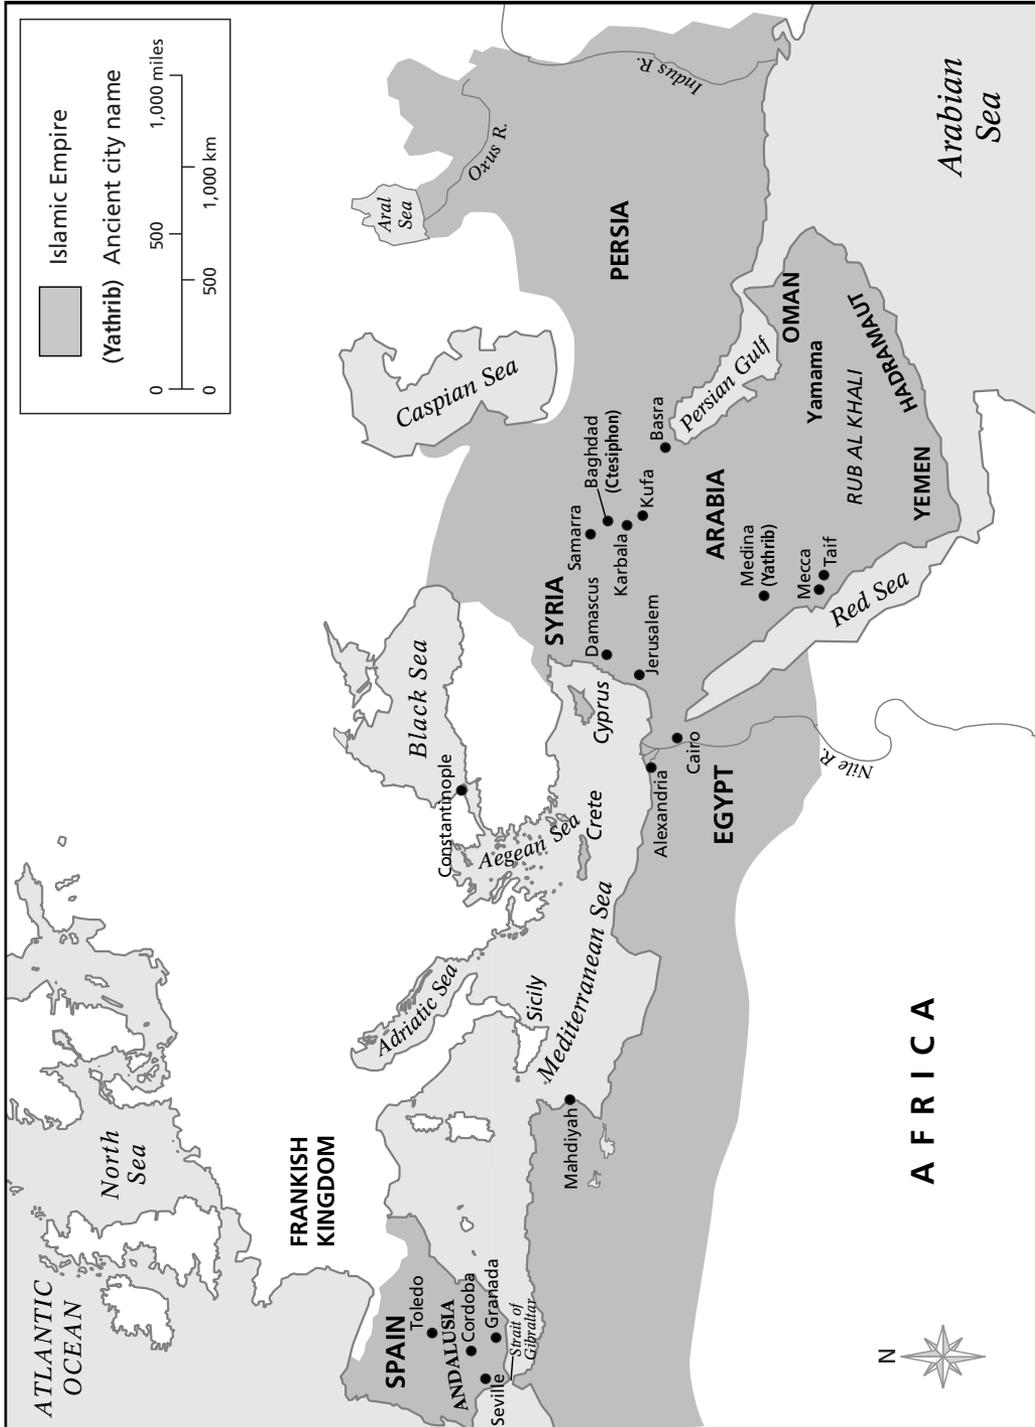 Islamic Empire
(Yathrib) Ancient city name
0
500
1,000 miles
0
500
1,000 km
ATLANTIC
OCEAN
North
Sea
FRANKISH
KINGDOM
SPAIN
Toledo
ANDALUSIA
Cordoba
Granada
Seville
Strait of
Gibraltar
Adriatic Sea
Sicily
Mediterranean Sea
Mahdiyah
Constantinople
Aegean Sea
Crete
Black Sea
Cyprus
Alexandria
Cairo
EGYPT
Nile R.
AFRICA
SYRIA
Damascus
Jerusalem
Samarra
Baghdad
(Ctesiphon)
Karbala
Kufa
Basra
Caspian Sea
Aral
Sea
Oxus R.
Indus R.
PERSIA
Persian Gulf
ARABIA
Medina
(Yathrib)
Mecca
Taif
Red Sea
OMAN
Yamama
RUB AL KHALI
HADRAMAUT
YEMEN
Arabian
Sea
N